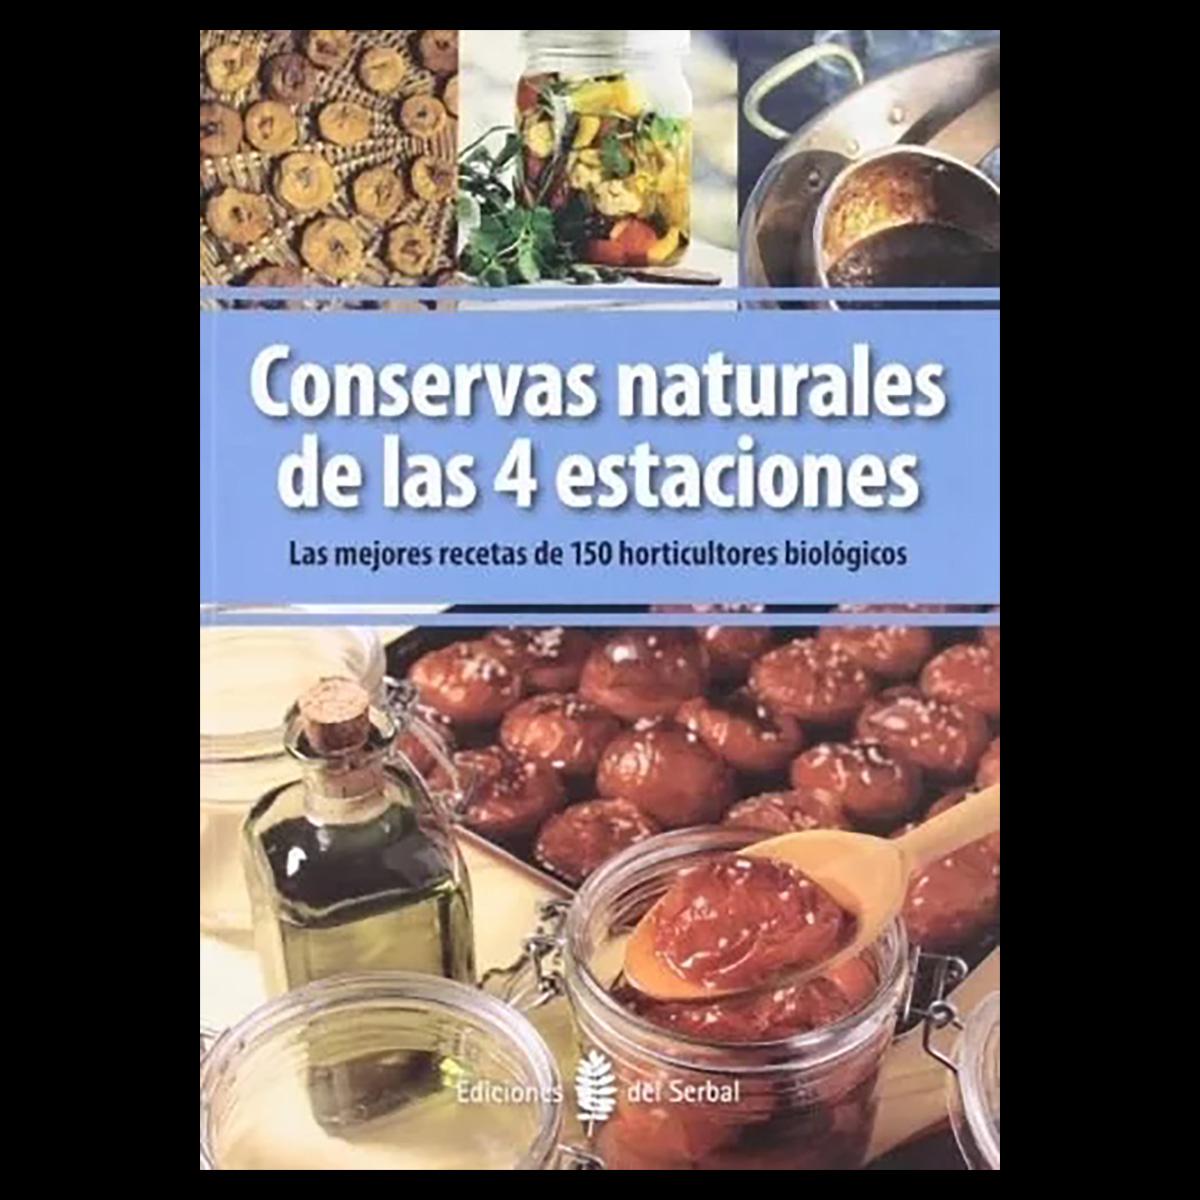 Conservas naturales
de las 4 estaciones
Las mejores recetas de 150 horticultores biológicos
Ediciones del Serbal